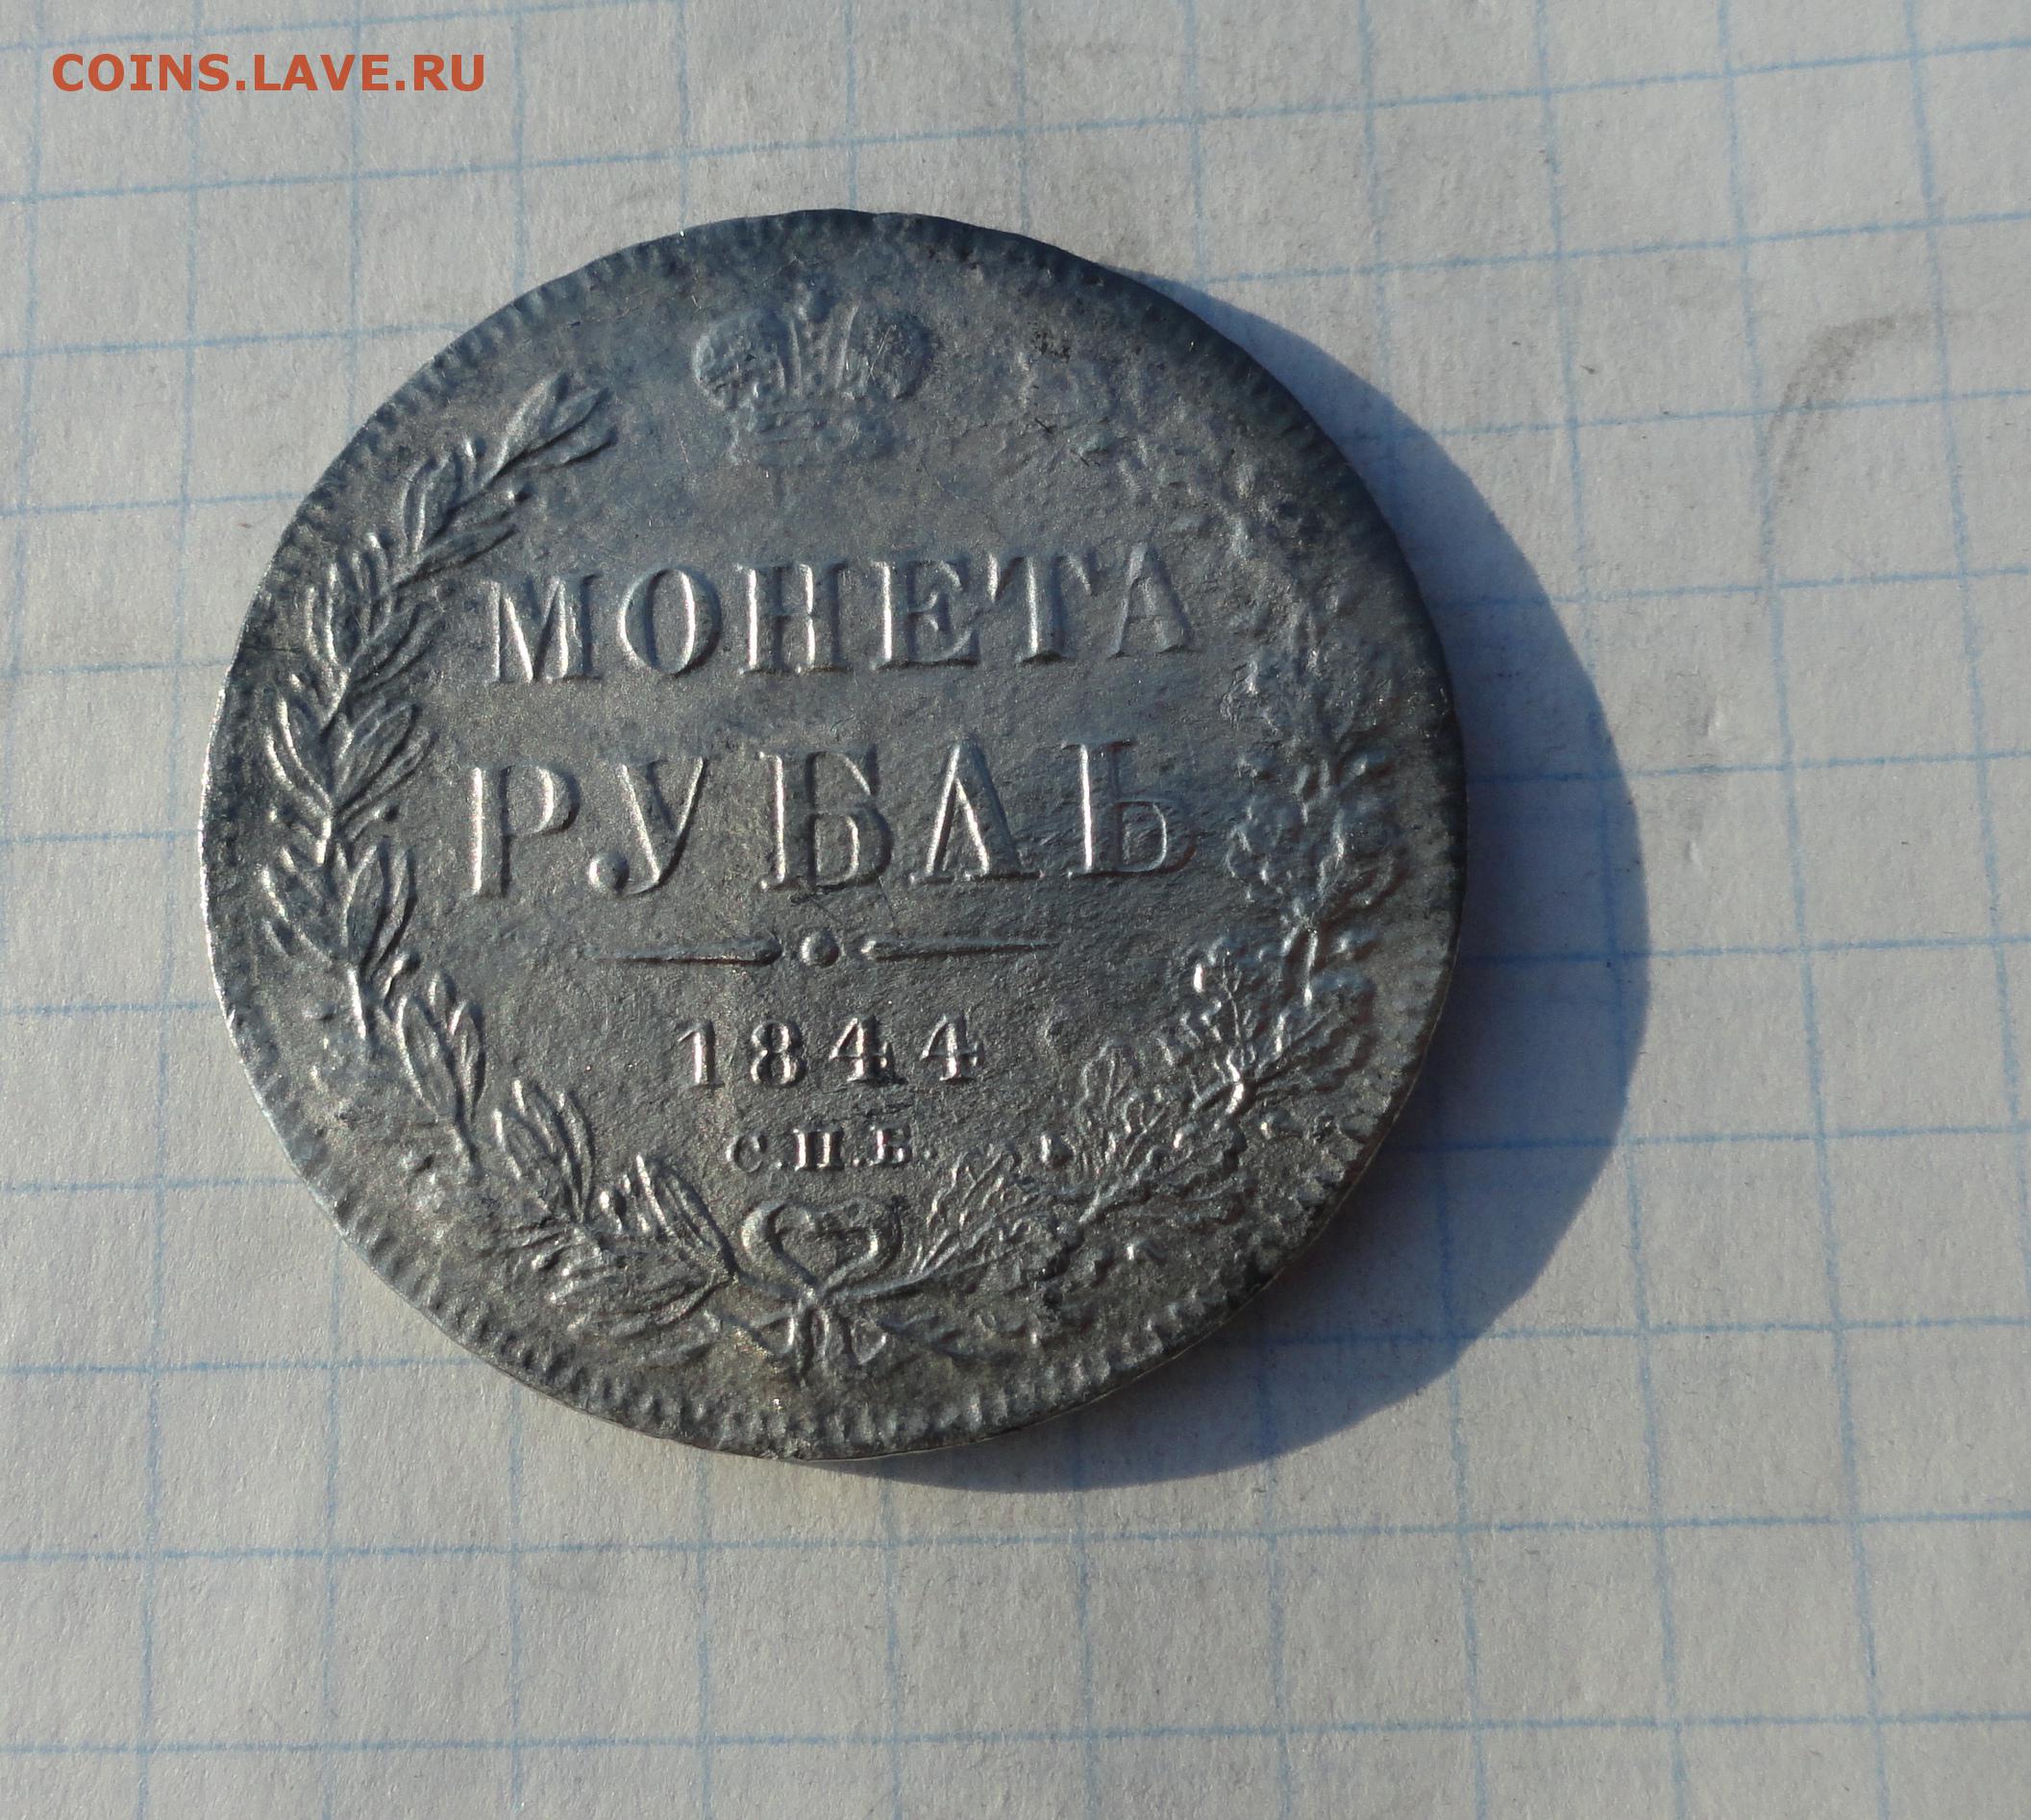 COINS.LAVE.RU
МОНЕТА
РУБЛЬ
1844
С.П.Б.